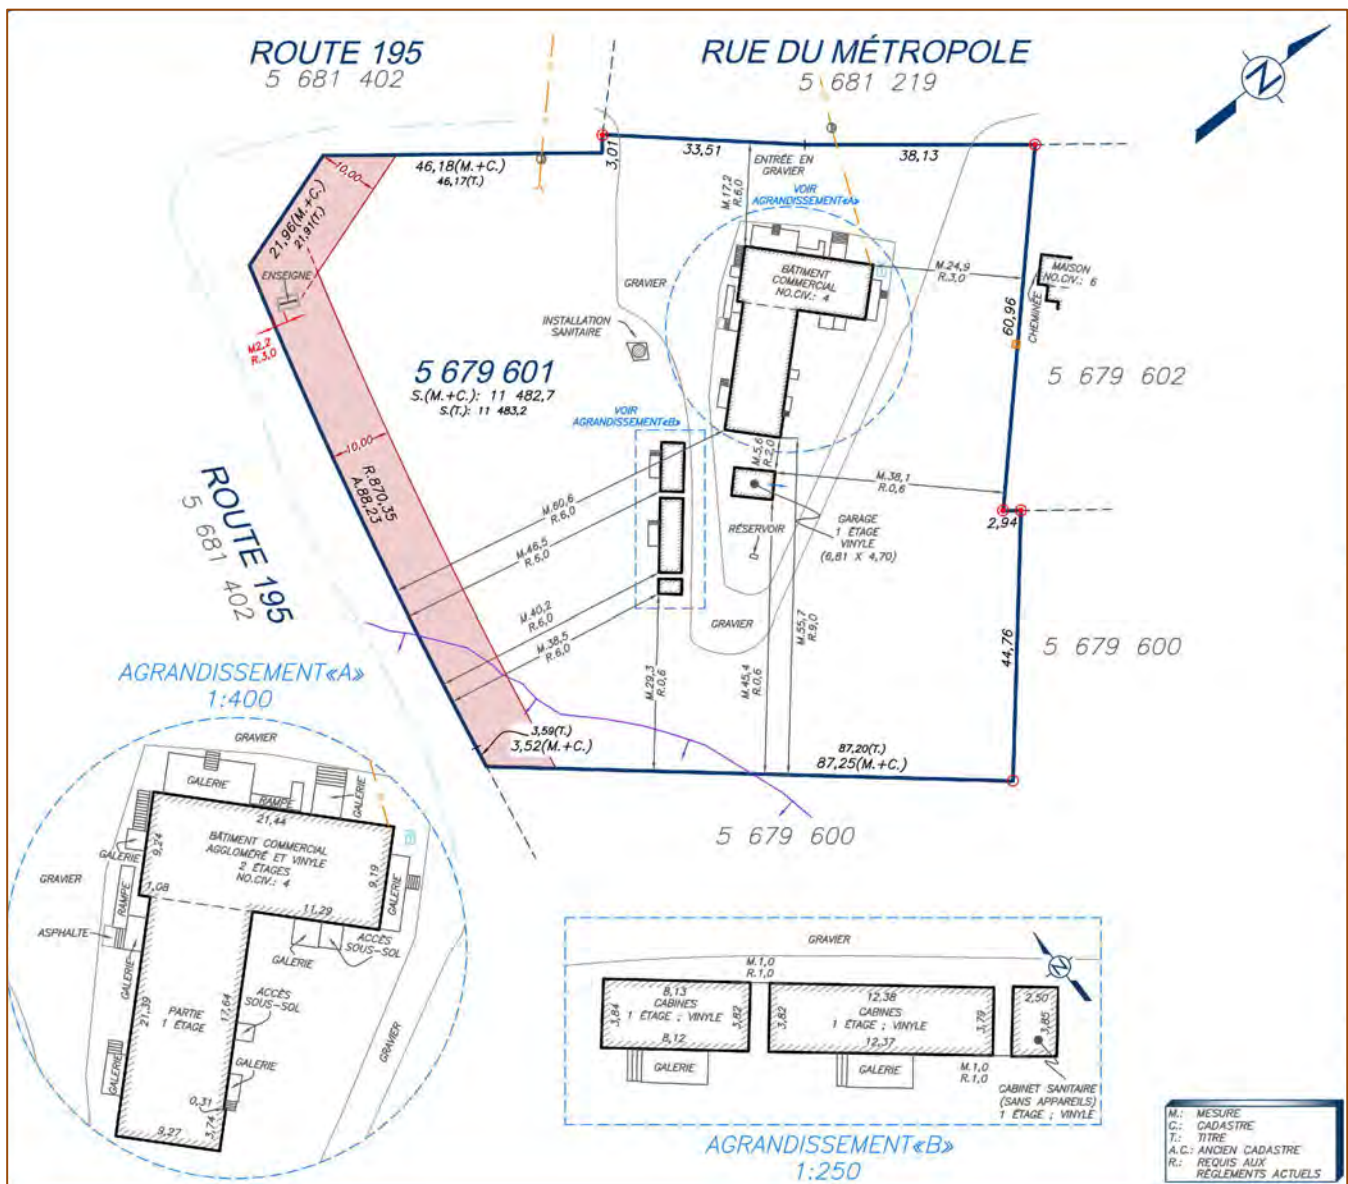 ROUTE 195
5 681 402
RUE DU MÉTROPOLE
5 681 219
N
46,18(M.+C.)
46,17(T.)
3,01
33,51
38,13
ENTRÉE EN
GRAVIER
VOIR
AGRANDISSEMENT«A»
M.17,2
R.6,0
10,00
21,96(M.+C.)
21,91(T.)
ENSEIGNE
M2,2
R.3,0
GRAVIER
BÂTIMENT
COMMERCIAL
NO.CIV.: 4
M.24,9
R.3,0
MAISON
NO.CIV.: 6
CHEMINÉE
60,96
INSTALLATION
SANITAIRE
5 679 601
S.(M.+C.): 11 482,7
S.(T.): 11 483,2
5 679 602
VOIR
AGRANDISSEMENT«B»
10,00
R.870,35
A.88,23
M.5,6
R.2,0
M.38,1
R.0,6
M.60,6
R.6,0
M.46,5
R.6,0
RÉSERVOIR
GARAGE
1 ÉTAGE
VINYLE
(6,81 X 4,70)
2,94
ROUTE 195
5 681 402
M.40,2
R.6,0
M.38,5
R.6,0
GRAVIER
M.29,3
R.0,6
M.45,4
R.0,6
M.55,7
R.9,0
44,76
5 679 600
3,59(T.)
3,52(M.+C.)
87,20(T.)
87,25(M.+C.)
5 679 600
AGRANDISSEMENT«A»
1:400
GRAVIER
GALERIE
RAMPE
GALERIE
21,44
BÂTIMENT COMMERCIAL
AGGLOMÉRÉ ET VINYLE
2 ÉTAGES
NO.CIV.: 4
9,24
9,19
GALERIE
GALERIE
GRAVIER
RAMPE
1,08
11,29
ASPHALTE
GALERIE
GALERIE
ACCÈS
SOUS-SOL
ACCÈS
SOUS-SOL
21,39
PARTIE
1 ÉTAGE
17,64
GRAVIER
GALERIE
GALERIE
0,31
3,74
9,27
GRAVIER
M.1,0
R.1,0
N
8,13
CABINES
1 ÉTAGE ; VINYLE
3,84
3,82
8,12
GALERIE
12,38
CABINES
1 ÉTAGE ; VINYLE
3,82
3,79
12,37
GALERIE
2,50
3,85
M.1,0
R.1,0
CABINET SANITAIRE
(SANS APPAREILS)
1 ÉTAGE ; VINYLE
AGRANDISSEMENT«B»
1:250
M.: MESURE
C.: CADASTRE
T.: TITRE
A.C.: ANCIEN CADASTRE
R.: REQUIS AUX
RÈGLEMENTS ACTUELS